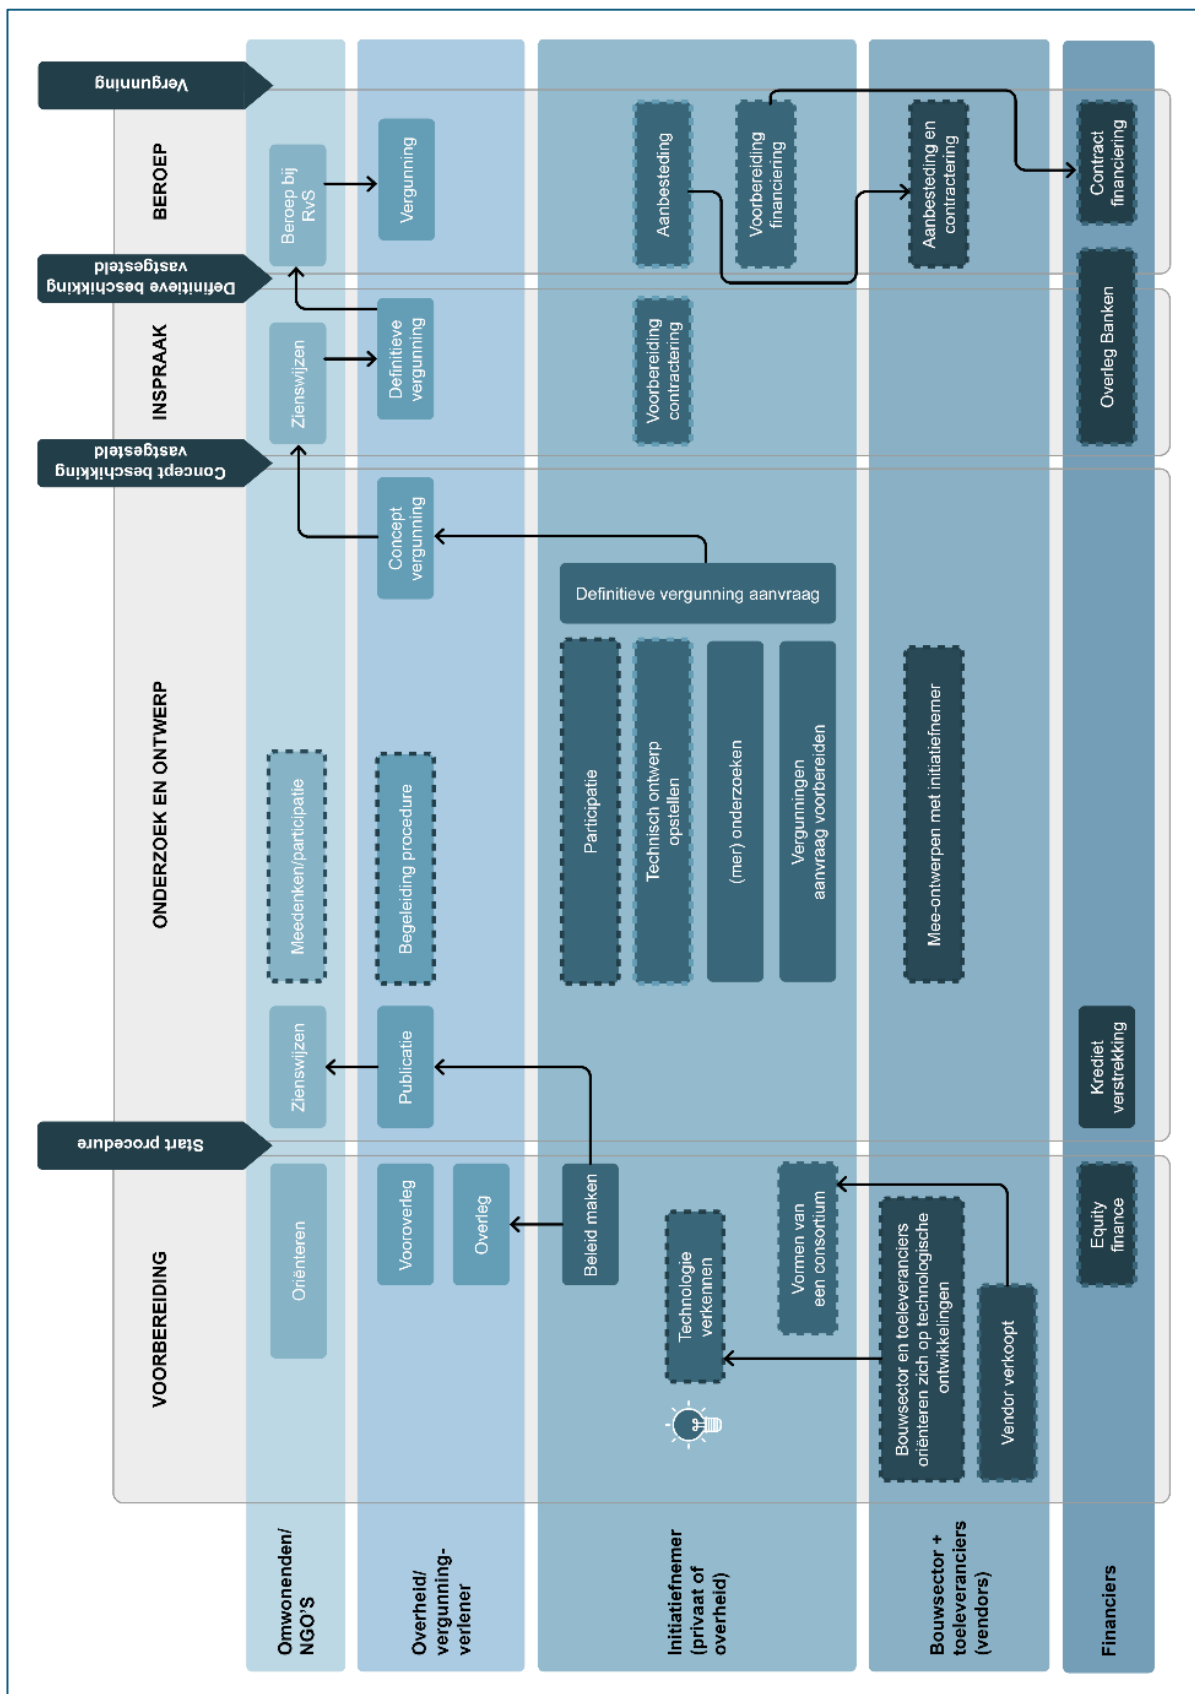 Start procedure
Concept beschikking
vastgesteld
Definitieve beschikking
vastgesteld
Vergunning
VOORBEREIDING
ONDERZOEK EN ONTWERP
INSPRAAK
BEROEP
Omwonenden/
NGO'S
Oriënteren
Zienswijzen
Meedenken/participatie
Zienswijzen
Beroep bij
RvS
Overheid/
vergunning-
verlener
Vooroverleg
Overleg
Publicatie
Begeleiding procedure
Concept
vergunning
Definitieve
vergunning
Vergunning
Initiatiefnemer
(privaat of
overheid)
Beleid maken
Technologie
verkennen
Vormen van
een consortium
Participatie
Technisch ontwerp
opstellen
(mer) onderzoeken
Vergunningen
aanvraag voorbereiden
Definitieve vergunning aanvraag
Voorbereiding
contractering
Aanbesteding
Voorbereiding
financiering
Bouwsector +
toeleveranciers
(vendors)
Bouwsector en toeleveranciers
oriënteren zich op technologische
ontwikkelingen
Vendor verkoopt
Mee-ontwerpen met initiatiefnemer
Aanbesteding en
contractering
Financiers
Equity
finance
Krediet
verstrekking
Overleg Banken
Contract
financiering